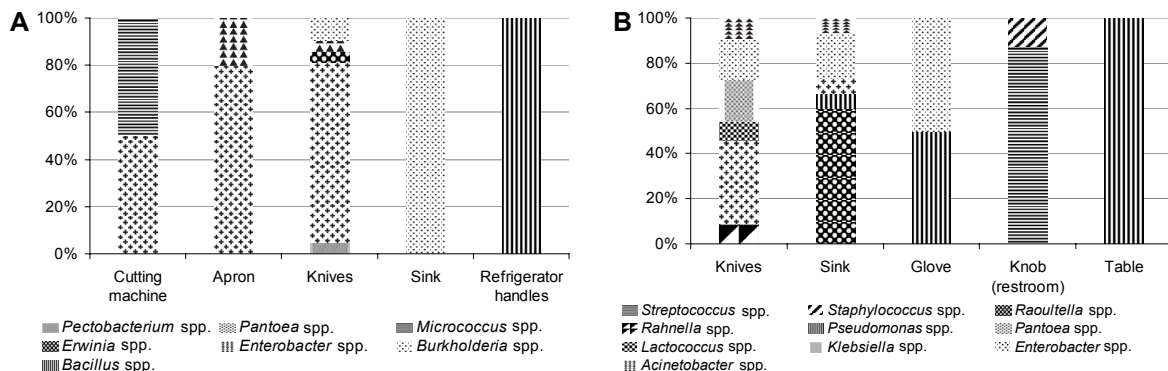 A
100%
80%
60%
40%
20%
0%
Cutting machine
Apron
Knives
Sink
Refrigerator handles
Pectobacterium spp.
Pantoea spp.
Micrococcus spp.
Erwinia spp.
Enterobacter spp.
Burkholderia spp.
Bacillus spp.
B
100%
80%
60%
40%
20%
0%
Knives
Sink
Glove
Knob (restroom)
Table
Streptococcus spp.
Staphylococcus spp.
Raoultella spp.
Rahnella spp.
Pseudomonas spp.
Pantoea spp.
Lactococcus spp.
Klebsiella spp.
Enterobacter spp.
Acinetobacter spp.